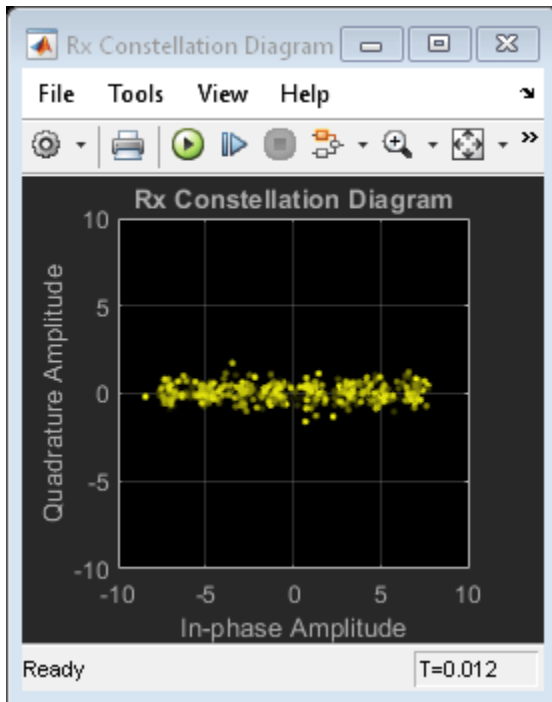 Rx Constellation Diagram
File Tools View Help
Rx Constellation Diagram
10
5
0
-5
-10
Quadrature Amplitude
-10 -5 0 5 10
In-phase Amplitude
Ready T=0.012